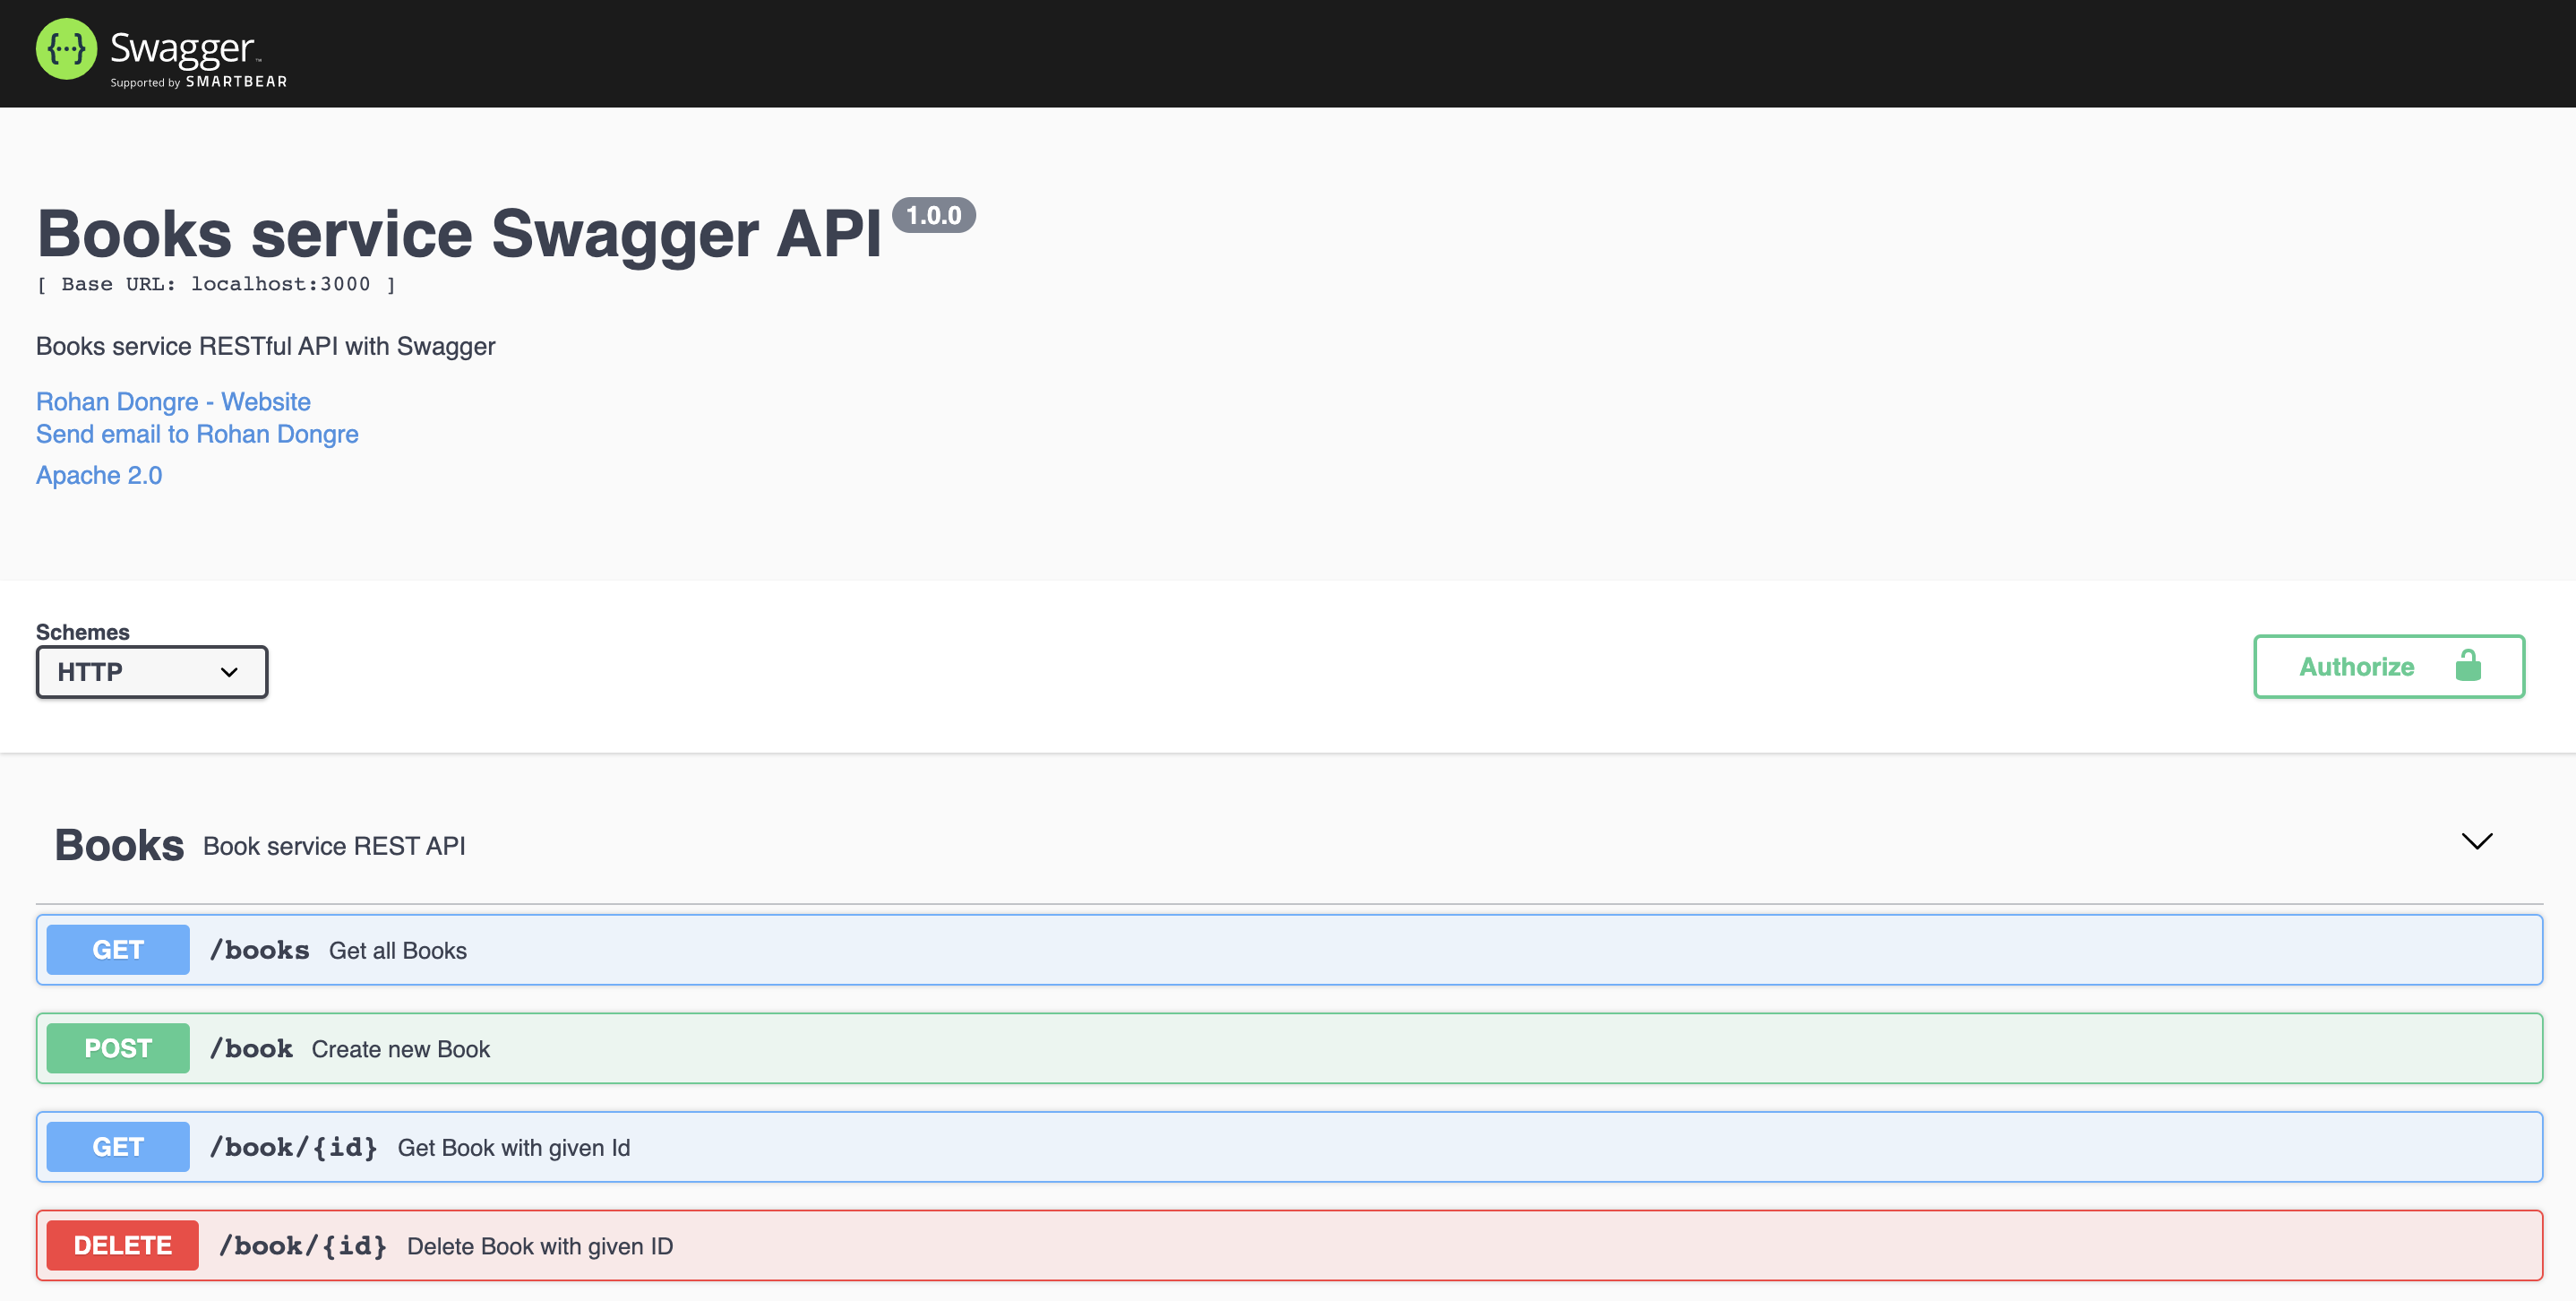 {...} Swagger™
Supported by SMARTBEAR
Books service Swagger API 1.0.0
[ Base URL: localhost:3000 ]
Books service RESTful API with Swagger
Rohan Dongre - Website
Send email to Rohan Dongre
Apache 2.0
Schemes
HTTP
Authorize
Books Book service REST API
GET /books Get all Books
POST /book Create new Book
GET /book/{id} Get Book with given Id
DELETE /book/{id} Delete Book with given ID